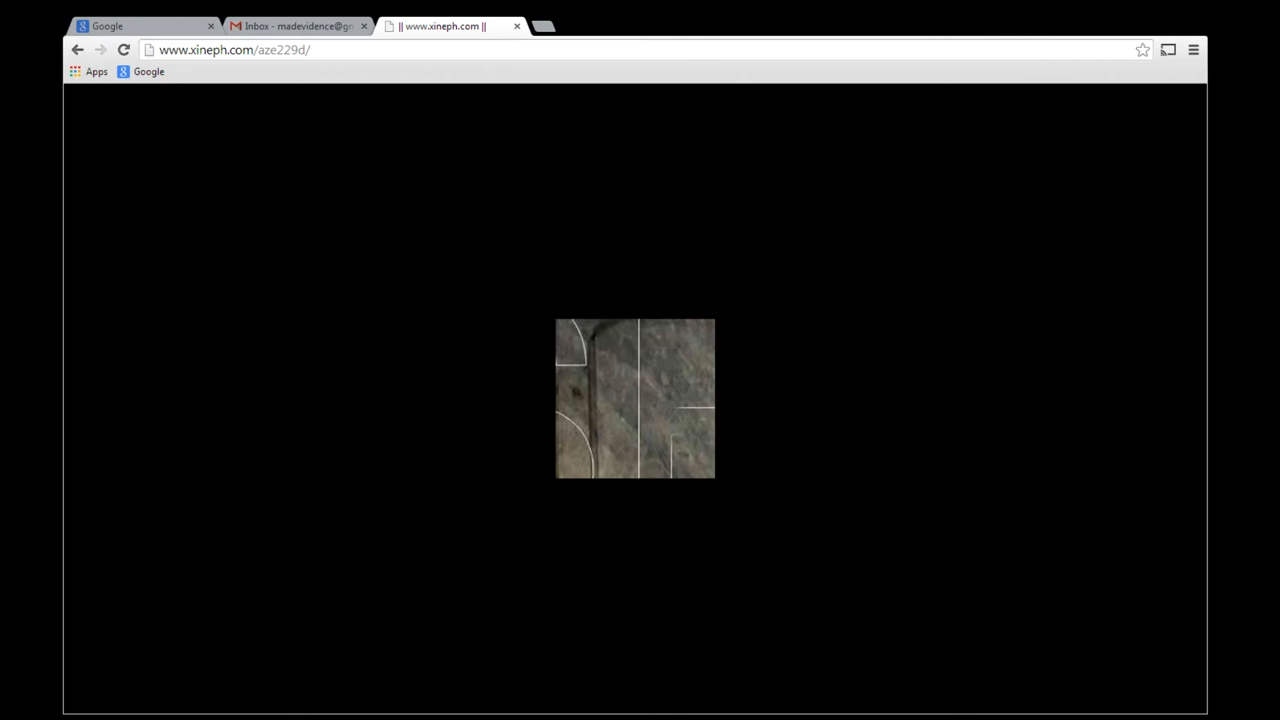 Google
Inbox - madevidence@gm
|| www.xineph.com ||
www.xineph.com/aze229d/
Apps
Google